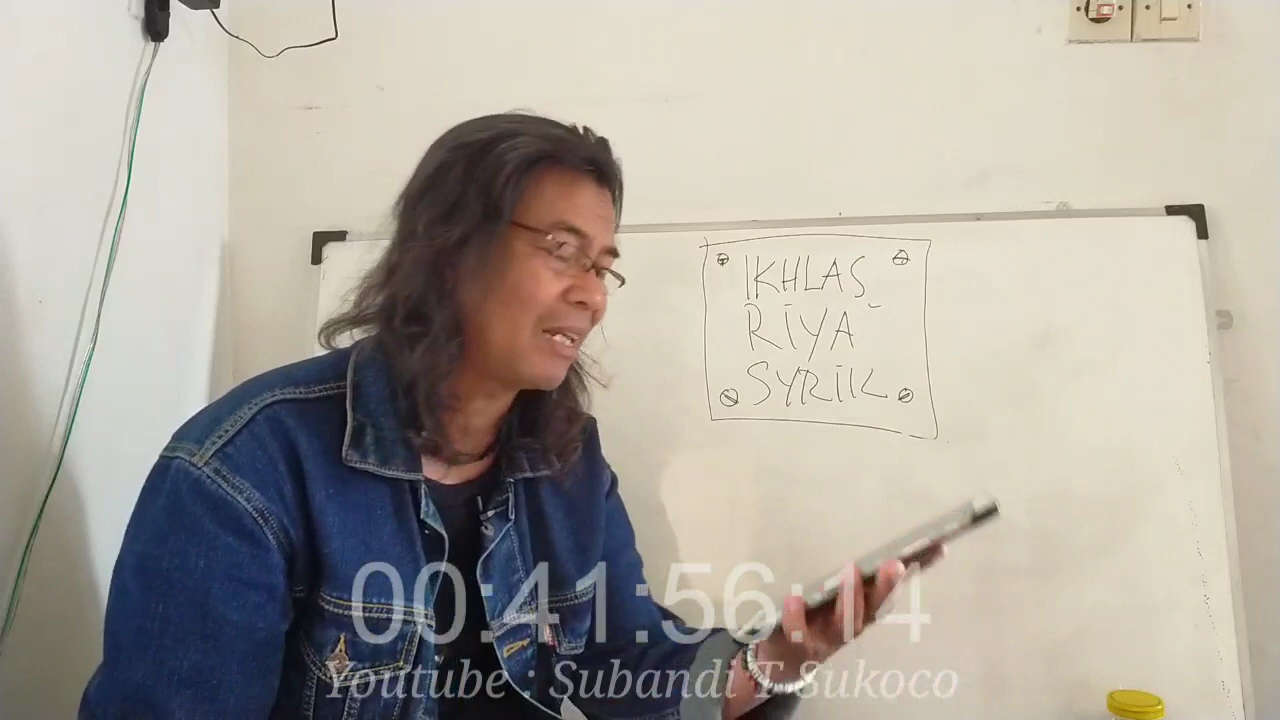 IKHLAS
RIYA
SYRIK
00:41:56:14
Youtube : Subandi T Sukoco